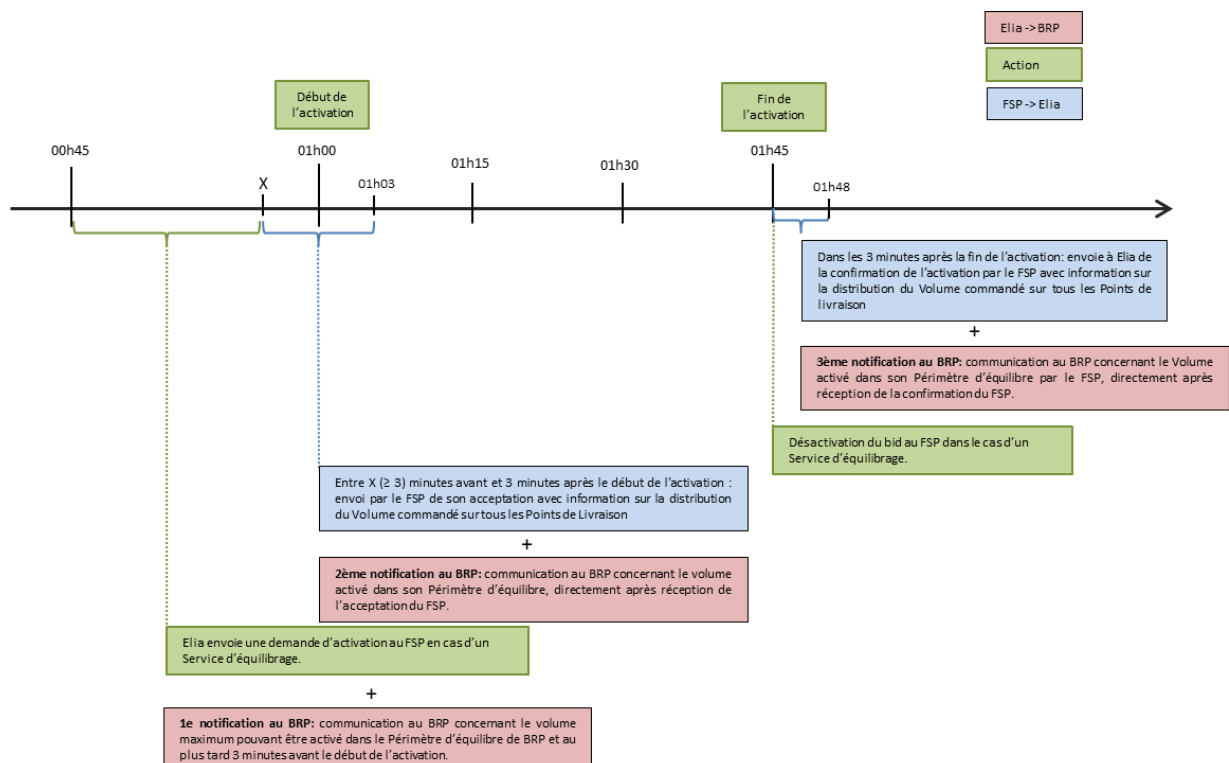 Elia -> BRP
Action
FSP -> Elia
Début de
l'activation
Fin de
l'activation
00h45
X
01h00
01h03
01h15
01h30
01h45
01h48
Dans les 3 minutes après la fin de l'activation: envoie à Elia de
la confirmation de l'activation par le FSP avec information sur
la distribution du Volume commandé sur tous les Points de
livraison
+
3ème notification au BRP: communication au BRP concernant le Volume
activé dans son Périmètre d'équilibre par le FSP, directement après
réception de la confirmation du FSP.
Désactivation du bid au FSP dans le cas d'un
Service d'équilibrage.
Entre X (≥ 3) minutes avant et 3 minutes après le début de l'activation :
envoi par le FSP de son acceptation avec information sur la distribution
du Volume commandé sur tous les Points de Livraison
+
2ème notification au BRP: communication au BRP concernant le volume
activé dans son Périmètre d'équilibre, directement après réception de
l'acceptation du FSP.
Elia envoie une demande d'activation au FSP en cas d'un
Service d'équilibrage.
+
1e notification au BRP: communication au BRP concernant le volume
maximum pouvant être activé dans le Périmètre d'équilibre de BRP et au
plus tard 3 minutes avant le début de l'activation.